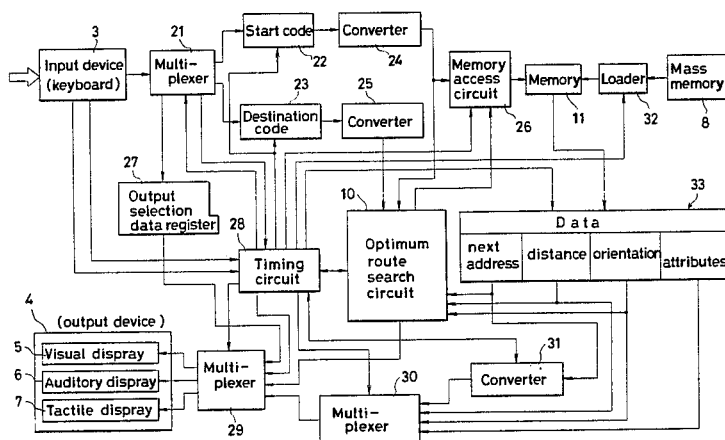 3
Input device
(keyboard)
21
Multi-
plexer
Start code
22
Converter
24
23
Destination
code
25
Converter
Memory
access
circuit
26
Memory
11
Loader
32
Mass
memory
8
27
Output
selection
data register
28
Timing
circuit
10
Optimum
route
search
circuit
33
Data
next
address
distance
orientation
attributes
4
(output device)
5
Visual dispray
6
Auditory dispray
7
Tactile dispray
Multi-
plexer
29
30
Multi-
plexer
31
Converter